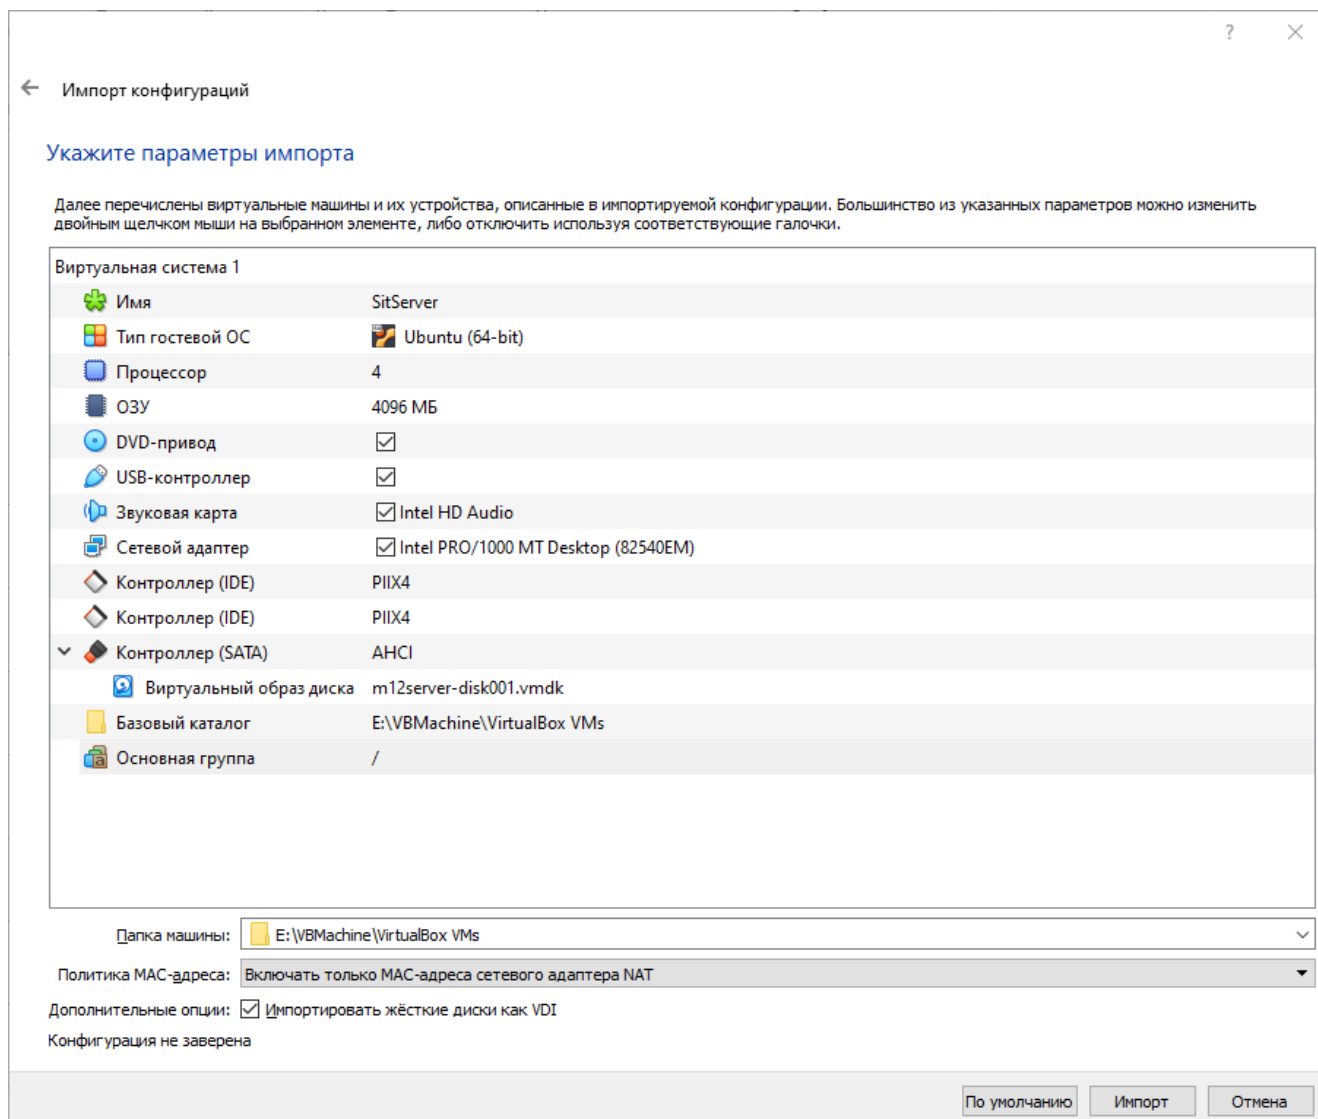 ?
Импорт конфигураций
Укажите параметры импорта
Далее перечислены виртуальные машины и их устройства, описанные в импортируемой конфигурации. Большинство из указанных параметров можно изменить
двойным щелчком мыши на выбранном элементе, либо отключить используя соответствующие галочки.
Виртуальная система 1
Имя SitServer
Тип гостевой ОС Ubuntu (64-bit)
Процессор 4
ОЗУ 4096 МБ
DVD-привод
USB-контроллер
Звуковая карта Intel HD Audio
Сетевой адаптер Intel PRO/1000 MT Desktop (82540EM)
Контроллер (IDE) PIIX4
Контроллер (IDE) PIIX4
Контроллер (SATA) AHCI
Виртуальный образ диска m12server-disk001.vmdk
Базовый каталог E:\VBMachine\VirtualBox VMs
Основная группа /
Папка машины: E:\VBMachine\VirtualBox VMs
Политика MAC-адреса: Включать только MAC-адреса сетевого адаптера NAT
Дополнительные опции: Импортировать жёсткие диски как VDI
Конфигурация не заверена
По умолчанию Импорт Отмена